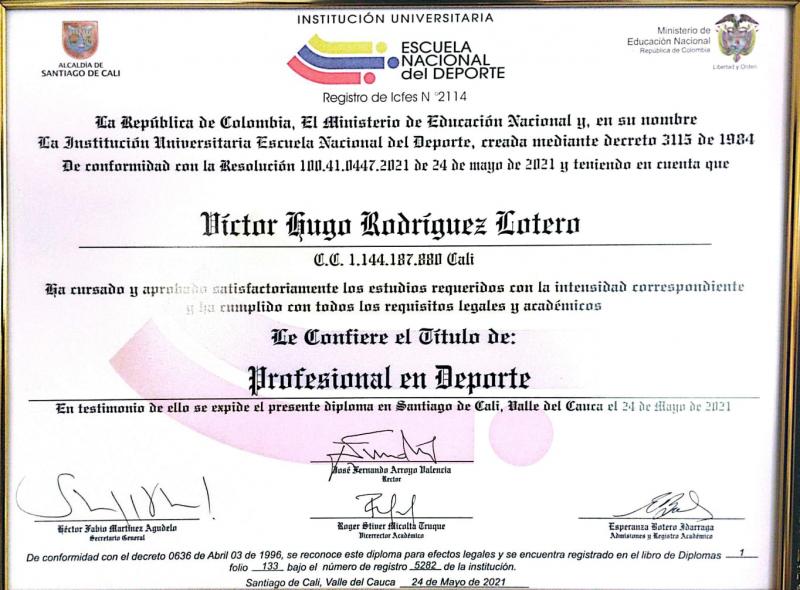 ALCALDÍA DE
SANTIAGO DE CALI
INSTITUCIÓN UNIVERSITARIA
ESCUELA
NACIONAL
del DEPORTE
Registro de Icfes N °2114
Ministerio de
Educación Nacional
República de Colombia
Libertad y Orden
La República de Colombia, El Ministerio de Educación Nacional y, en su nombre
La Institución Universitaria Escuela Nacional del Deporte, creada mediante decreto 3115 de 1984
De conformidad con la Resolución 100.41.0447.2021 de 24 de mayo de 2021 y teniendo en cuenta que
Víctor Hugo Rodríguez Lotero
C.C. 1.144.187.880 Cali
Ha cursado y aprobado satisfactoriamente los estudios requeridos con la intensidad correspondiente
y ha cumplido con todos los requisitos legales y académicos
Le Confiere el Título de:
Profesional en Deporte
En testimonio de ello se expide el presente diploma en Santiago de Cali, Valle del Cauca el 24 de Mayo de 2021
José Fernando Arroyo Valencia
Rector
Héctor Fabio Martínez Agudelo
Secretario General
Roger Stiver Micolta Truque
Vicerrector Académico
Esperanza Botero Idarraga
Admisiones y Registro Académico
De conformidad con el decreto 0636 de Abril 03 de 1996, se reconoce este diploma para efectos legales y se encuentra registrado en el libro de Diplomas 1
folio 133 bajo el número de registro 5282 de la institución.
Santiago de Cali, Valle del Cauca 24 de Mayo de 2021